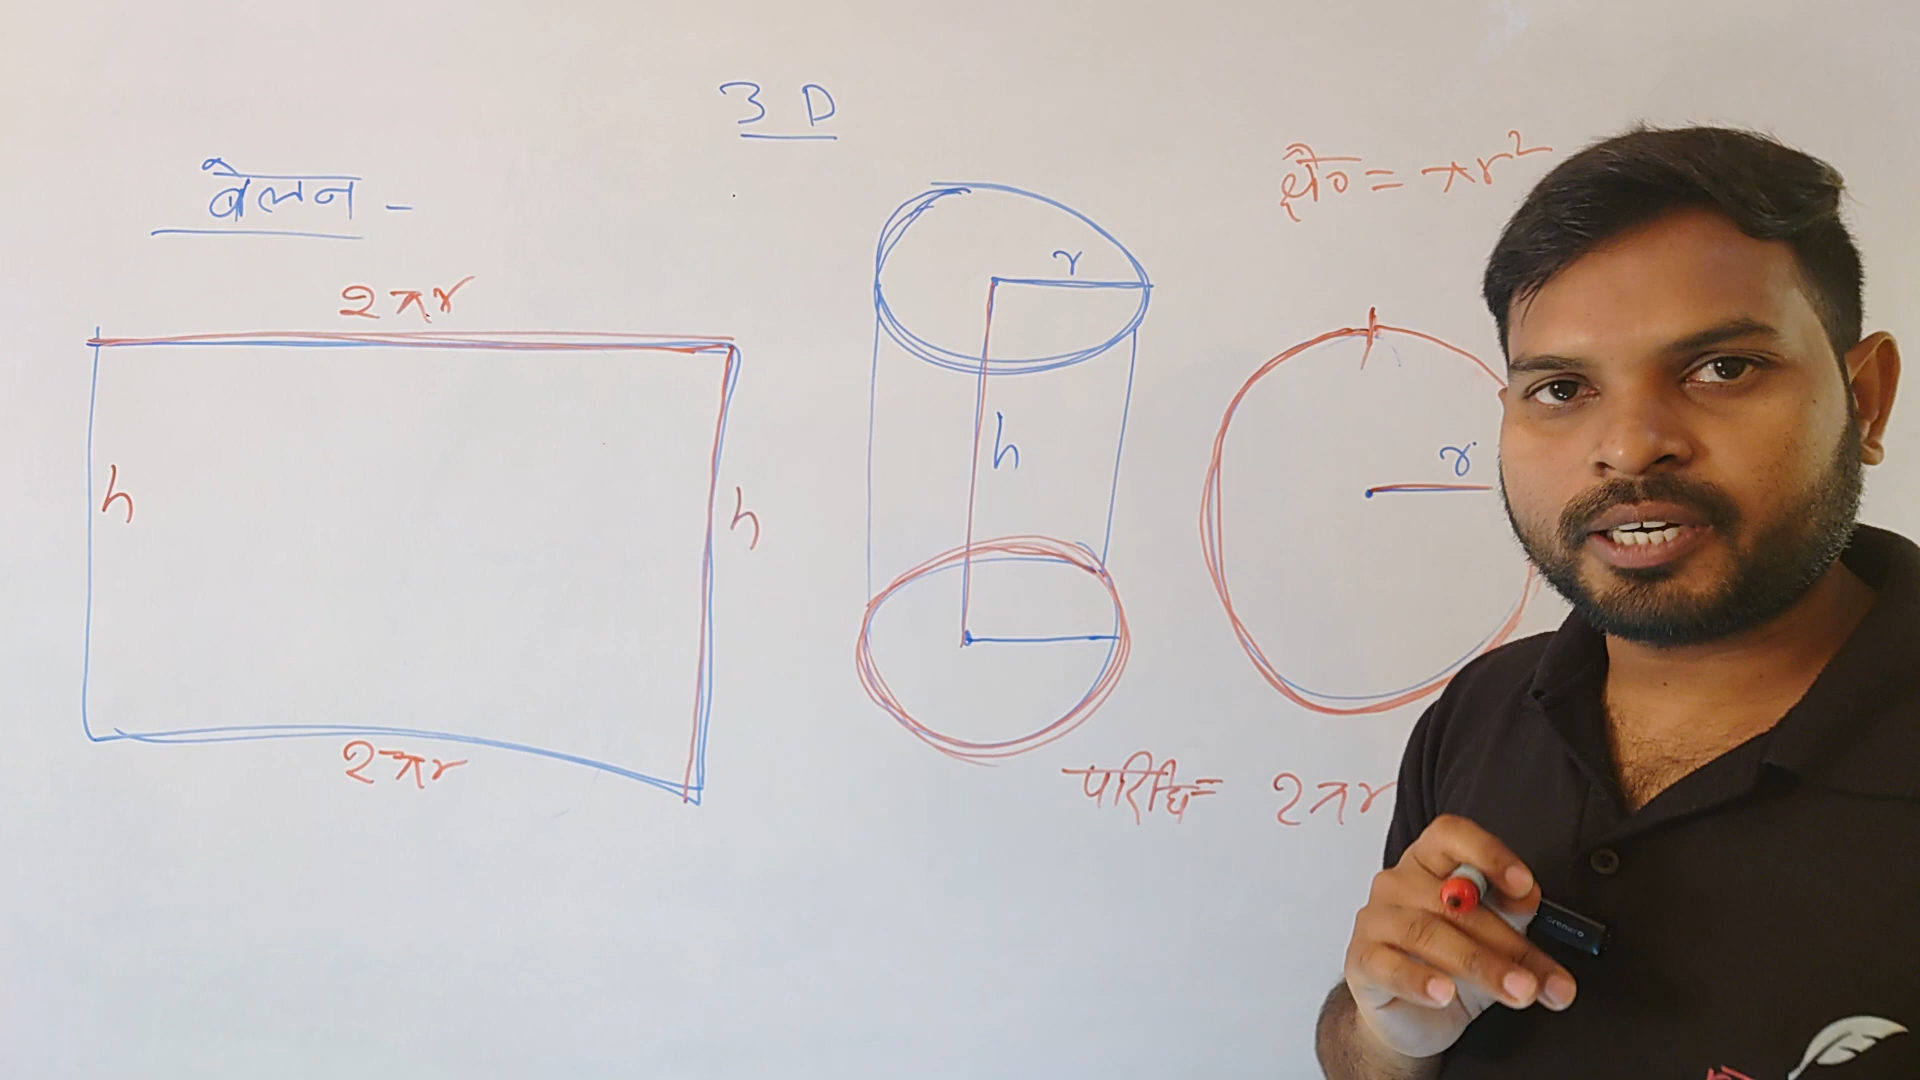 3 D
बेलन -
क्षे० = πr²
2πr
r
h
h
h
r
2πr
परिधि = 2πr